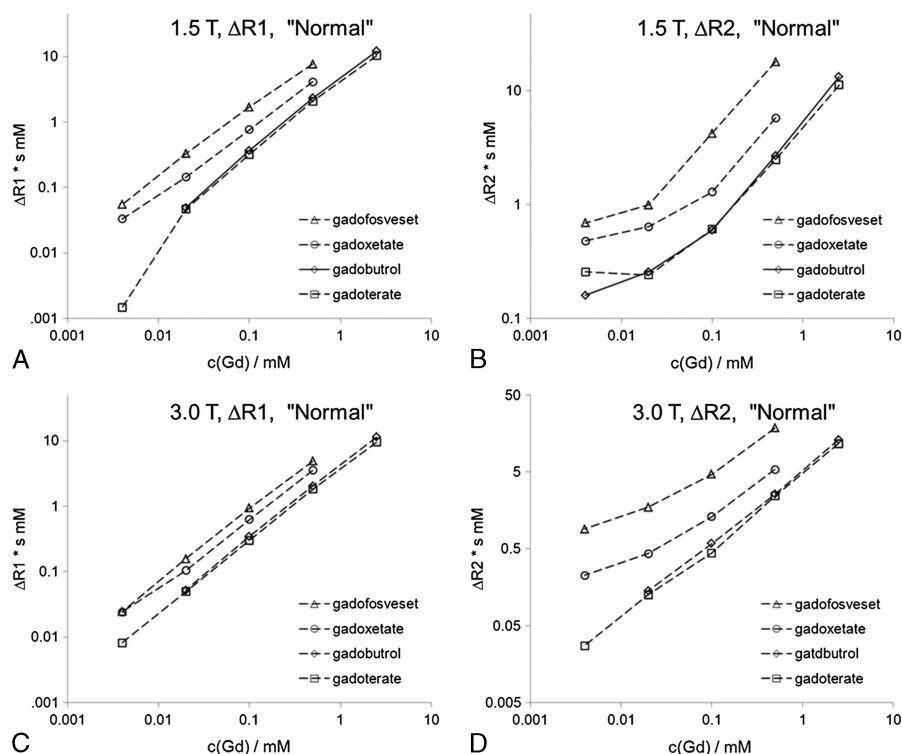 1.5 T, ΔR1, "Normal"
10
1
0.1
0.01
.001
ΔR1 * s mM
gadofosveset
gadoxetate
gadobutrol
gadoterate
0.001 0.01 0.1 1 10
c(Gd) / mM
A
1.5 T, ΔR2, "Normal"
10
1
0.1
ΔR2 * s mM
gadofosveset
gadoxetate
gadobutrol
gadoterate
0.001 0.01 0.1 1 10
c(Gd) / mM
B
3.0 T, ΔR1, "Normal"
10
1
0.1
0.01
.001
ΔR1 * s mM
gadofosveset
gadoxetate
gadobutrol
gadoterate
0.001 0.01 0.1 1 10
c(Gd) / mM
C
3.0 T, ΔR2, "Normal"
50
5
0.5
0.05
0.005
ΔR2 * s mM
gadofosveset
gadoxetate
gatdbutrol
gadoterate
0.001 0.01 0.1 1 10
c(Gd) / mM
D